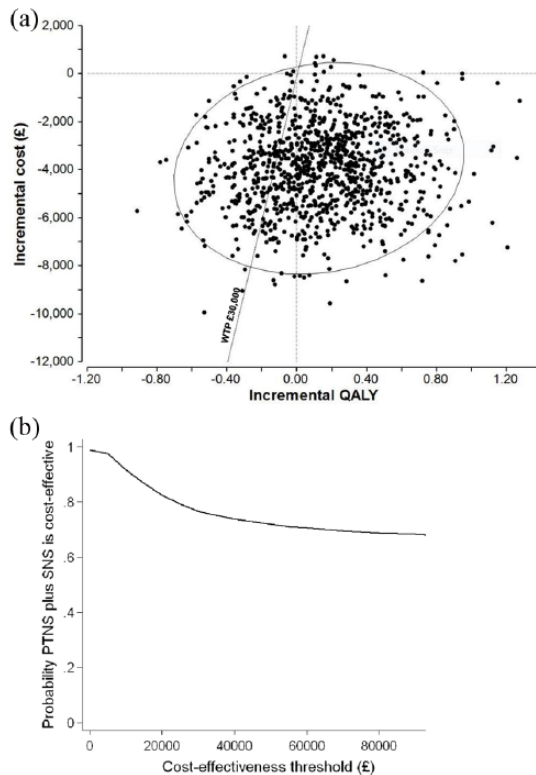 (a)
2,000
0
-2,000
-4,000
-6,000
-8,000
-10,000
-12,000
Incremental cost (£)
WTP £30,000
-1.20 -0.80 -0.40 0.00 0.40 0.80 1.20
Incremental QALY
(b)
Probability PTNS plus SNS is cost-effective
1
.8
.6
.4
.2
0
0 20000 40000 60000 80000
Cost-effectiveness threshold (£)